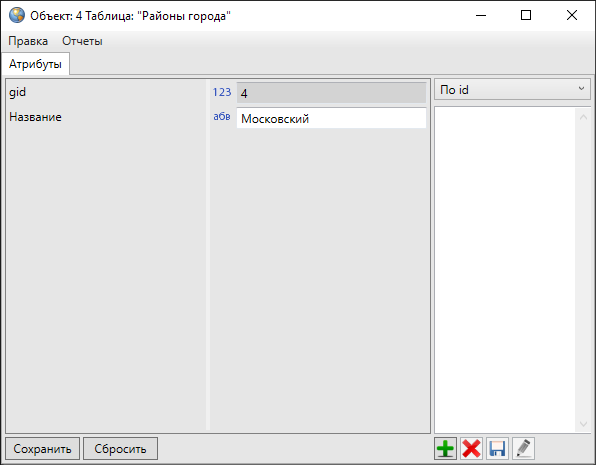 Объект: 4 Таблица: "Районы города"
Правка Отчеты
Атрибуты
gid 123 4
По id
Название абв Московский
Сохранить Сбросить